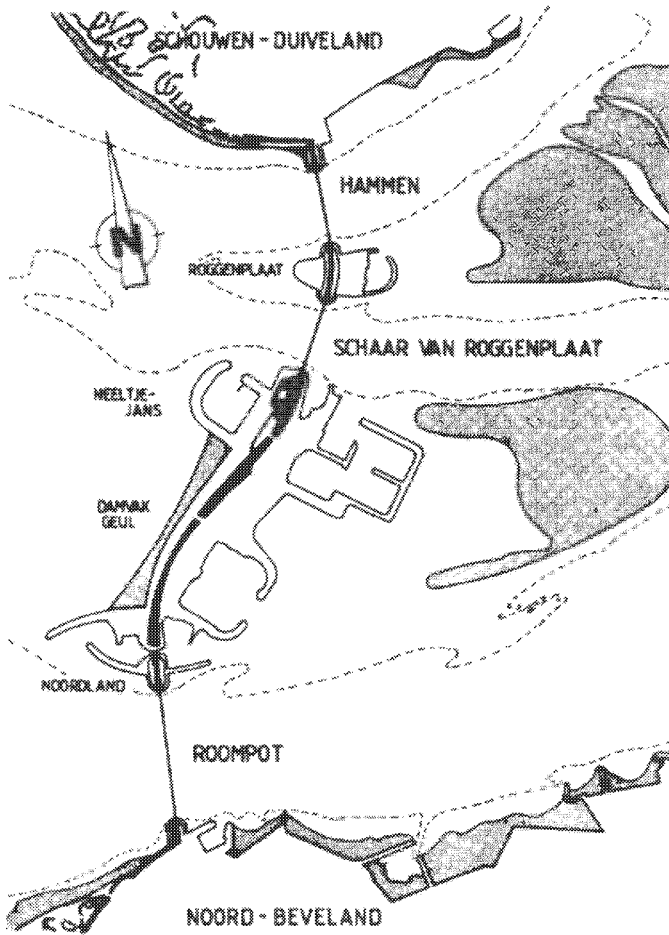 SCHOUWEN - DUIVELAND
HAMMEN
N
ROGGENPLAAT
SCHAAR VAN ROGGENPLAAT
NEELTJE-
JANS
DAMVAK
GEUL
NOORDLAND
ROOMPOT
NOORD - BEVELAND